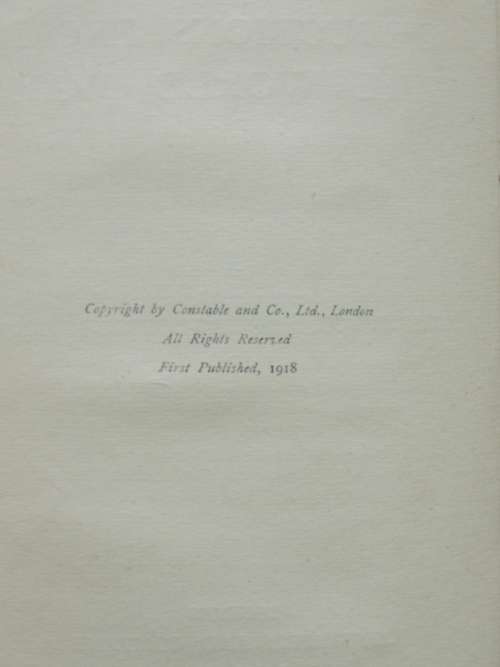 Copyright by Constable and Co., Ltd., London
All Rights Reserved
First Published, 1918